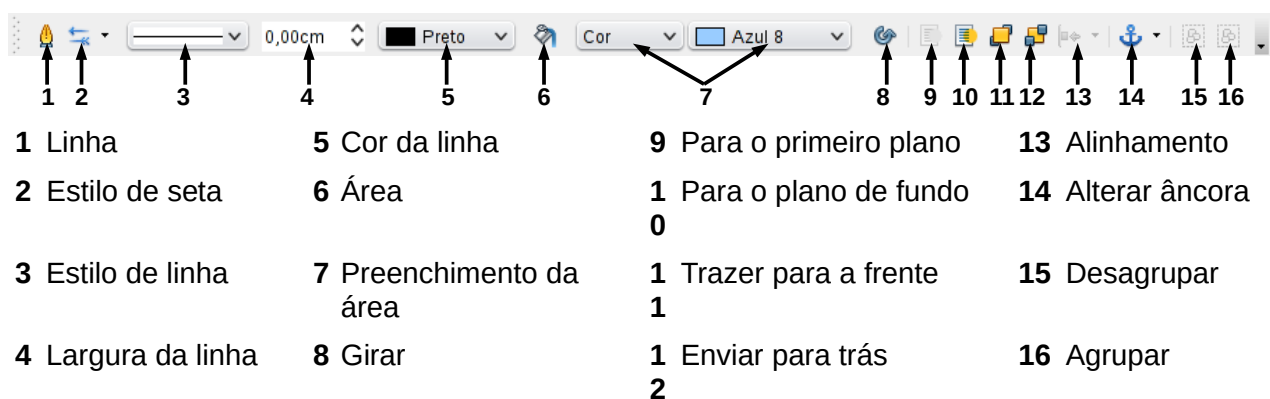 0,00cm Preto Cor Azul 8
1 2 3 4 5 6 7 8 9 10 11 12 13 14 15 16
1 Linha 5 Cor da linha 9 Para o primeiro plano 13 Alinhamento
2 Estilo de seta 6 Área 1 Para o plano de fundo 14 Alterar âncora
0
3 Estilo de linha 7 Preenchimento da 1 Trazer para a frente 15 Desagrupar
área 1
4 Largura da linha 8 Girar 1 Enviar para trás 16 Agrupar
2